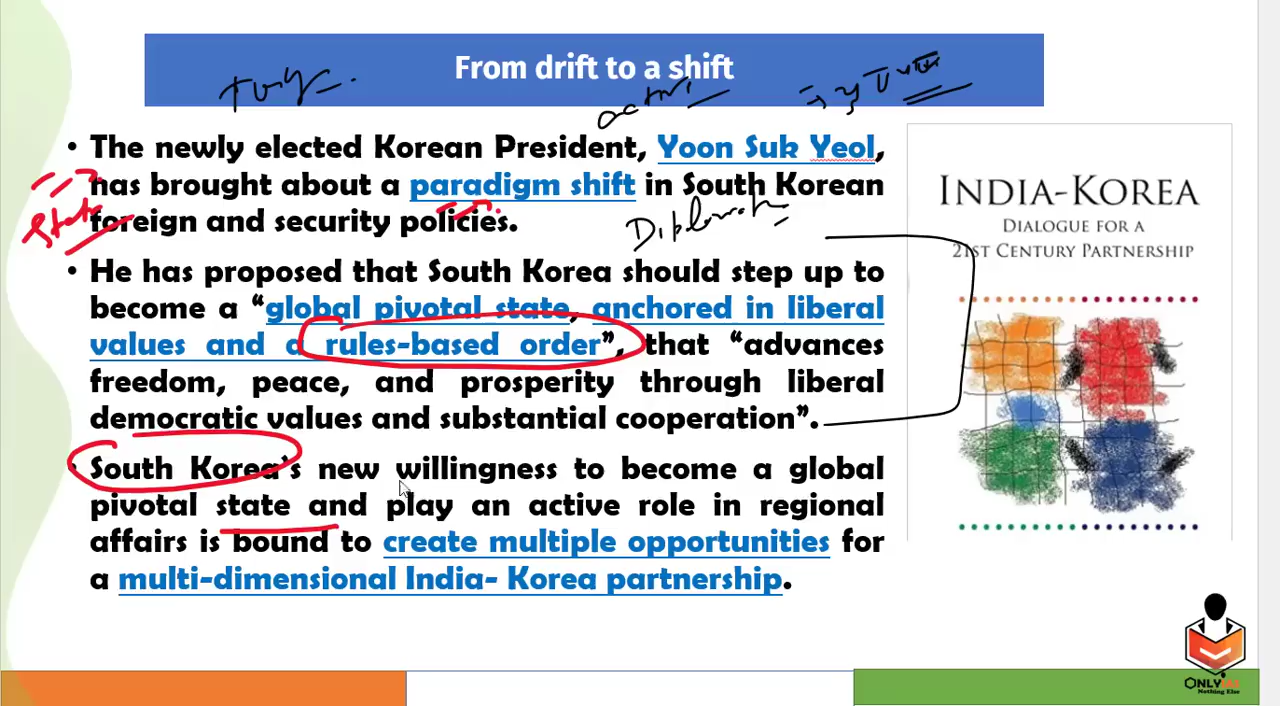 From drift to a shift
• The newly elected Korean President, Yoon Suk Yeol,
has brought about a paradigm shift in South Korean
foreign and security policies.
• He has proposed that South Korea should step up to
become a “global pivotal state, anchored in liberal
values and a rules-based order”, that “advances
freedom, peace, and prosperity through liberal
democratic values and substantial cooperation”.
• South Korea’s new willingness to become a global
pivotal state and play an active role in regional
affairs is bound to create multiple opportunities for
a multi-dimensional India- Korea partnership.
State
INDIA-KOREA
DIALOGUE FOR A
21ST CENTURY PARTNERSHIP
Nothing Else